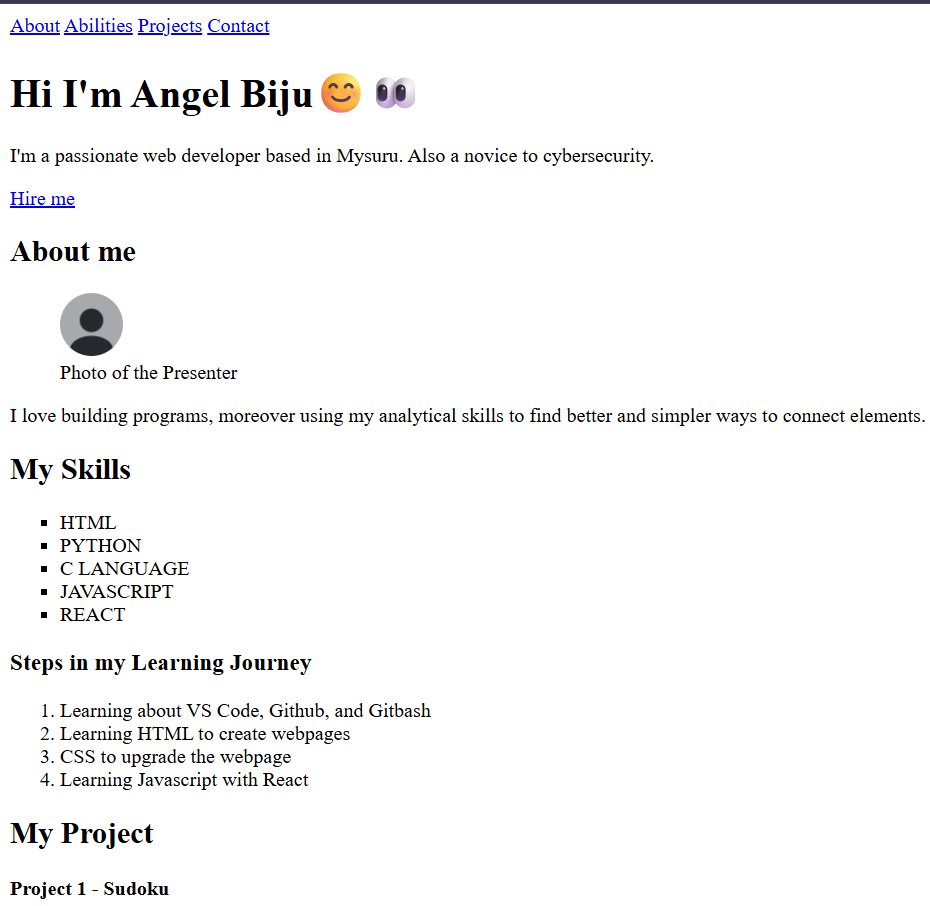 About Abilities Projects Contact
Hi I'm Angel Biju😊 👀
I'm a passionate web developer based in Mysuru. Also a novice to cybersecurity.
Hire me
About me
Photo of the Presenter
I love building programs, moreover using my analytical skills to find better and simpler ways to connect elements.
My Skills
▪ HTML
▪ PYTHON
▪ C LANGUAGE
▪ JAVASCRIPT
▪ REACT
Steps in my Learning Journey
1. Learning about VS Code, Github, and Gitbash
2. Learning HTML to create webpages
3. CSS to upgrade the webpage
4. Learning Javascript with React
My Project
Project 1 - Sudoku